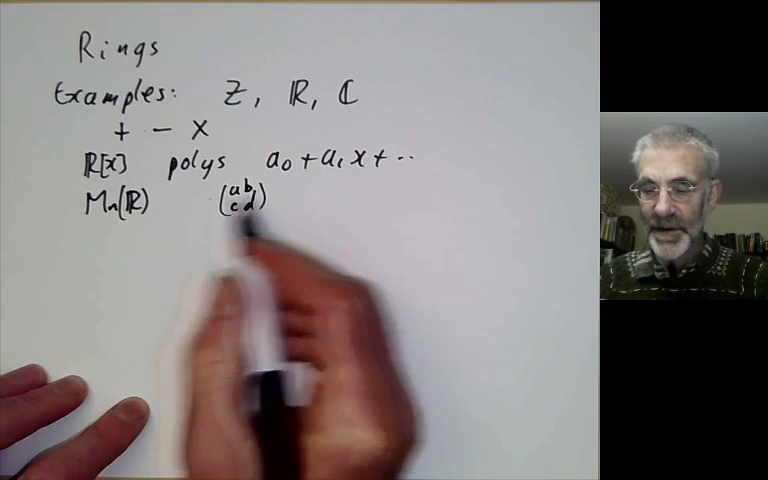 Rings
Examples: ℤ, ℝ, ℂ
+ − ×
ℝ[x] polys a₀ + a₁x + ··
Mₙ(ℝ) (a b
c d)